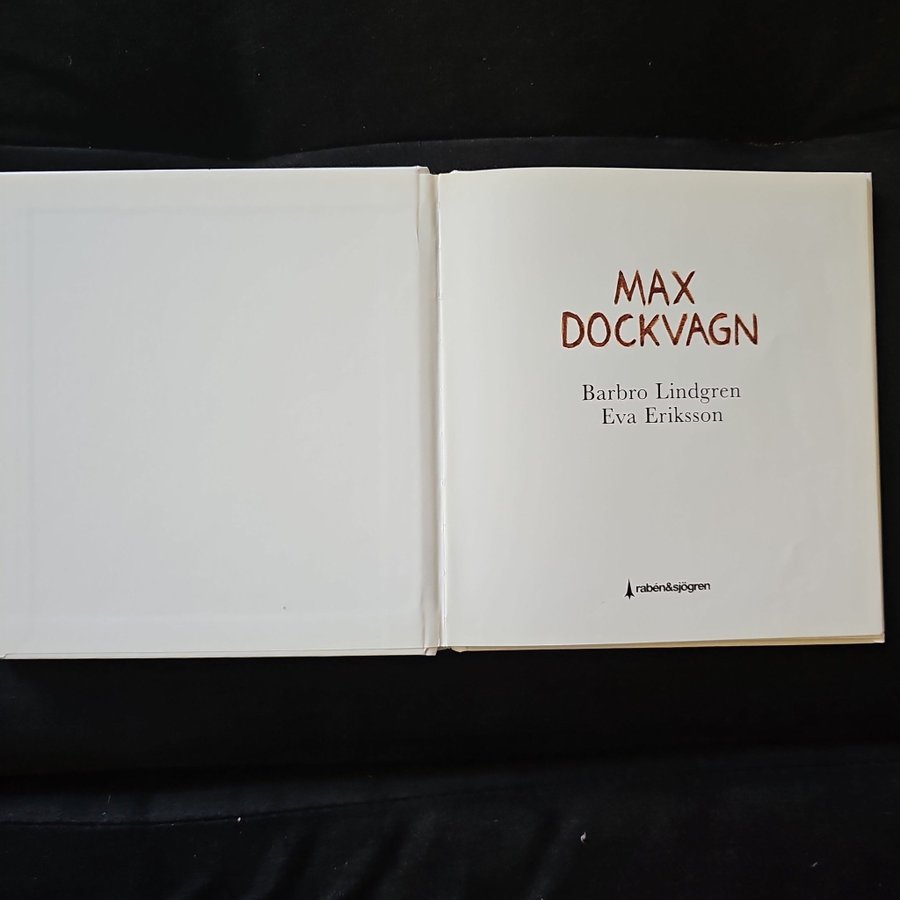 MAX
DOCKVAGN
Barbro Lindgren
Eva Eriksson
rabén&sjögren